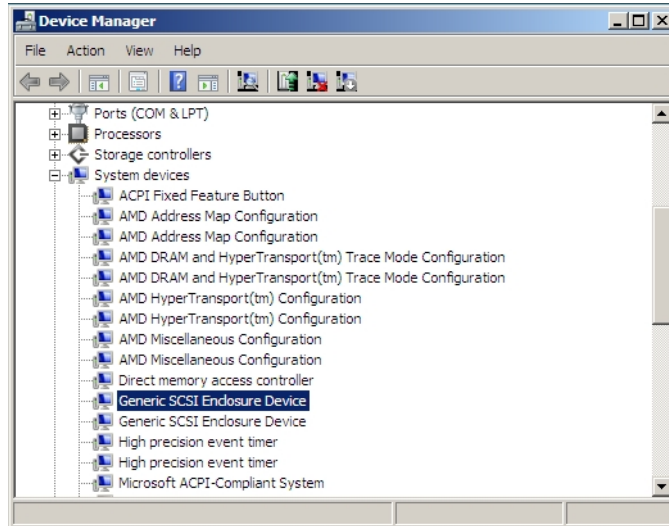 Device Manager
File Action View Help
Ports (COM & LPT)
Processors
Storage controllers
System devices
ACPI Fixed Feature Button
AMD Address Map Configuration
AMD Address Map Configuration
AMD DRAM and HyperTransport(tm) Trace Mode Configuration
AMD DRAM and HyperTransport(tm) Trace Mode Configuration
AMD HyperTransport(tm) Configuration
AMD HyperTransport(tm) Configuration
AMD Miscellaneous Configuration
AMD Miscellaneous Configuration
Direct memory access controller
Generic SCSI Enclosure Device
Generic SCSI Enclosure Device
High precision event timer
High precision event timer
Microsoft ACPI-Compliant System